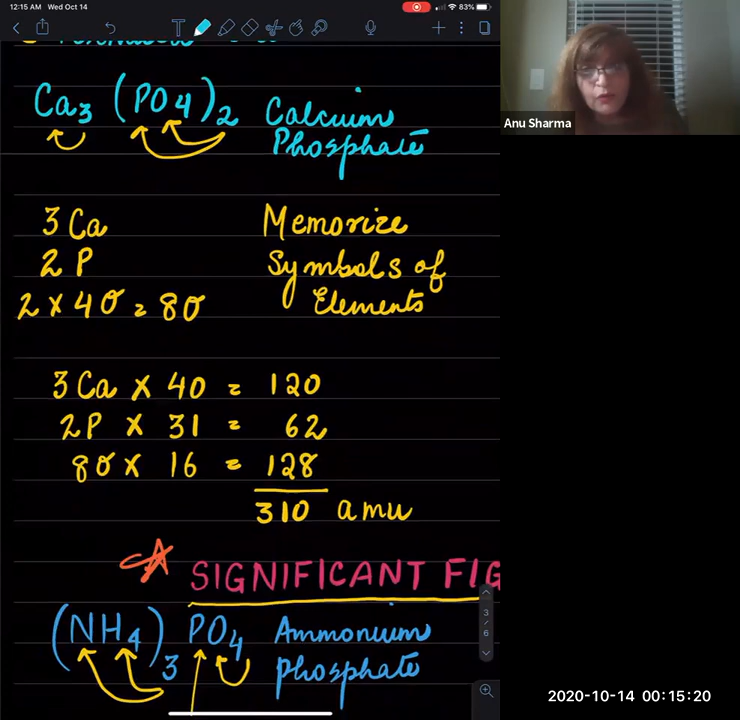 12:15 AM Wed Oct 14
83%
Ca3 (PO4)2 Calcium
Phosphate
Anu Sharma
3 Ca Memorize
2 P Symbols of
2 x 4O = 8O Elements
3 Ca x 40 = 120
2P x 31 = 62
8O x 16 = 128
310 amu
SIGNIFICANT FIG
(NH4)3 PO4 Ammonium
phosphate
3
/
6
2020-10-14 00:15:20